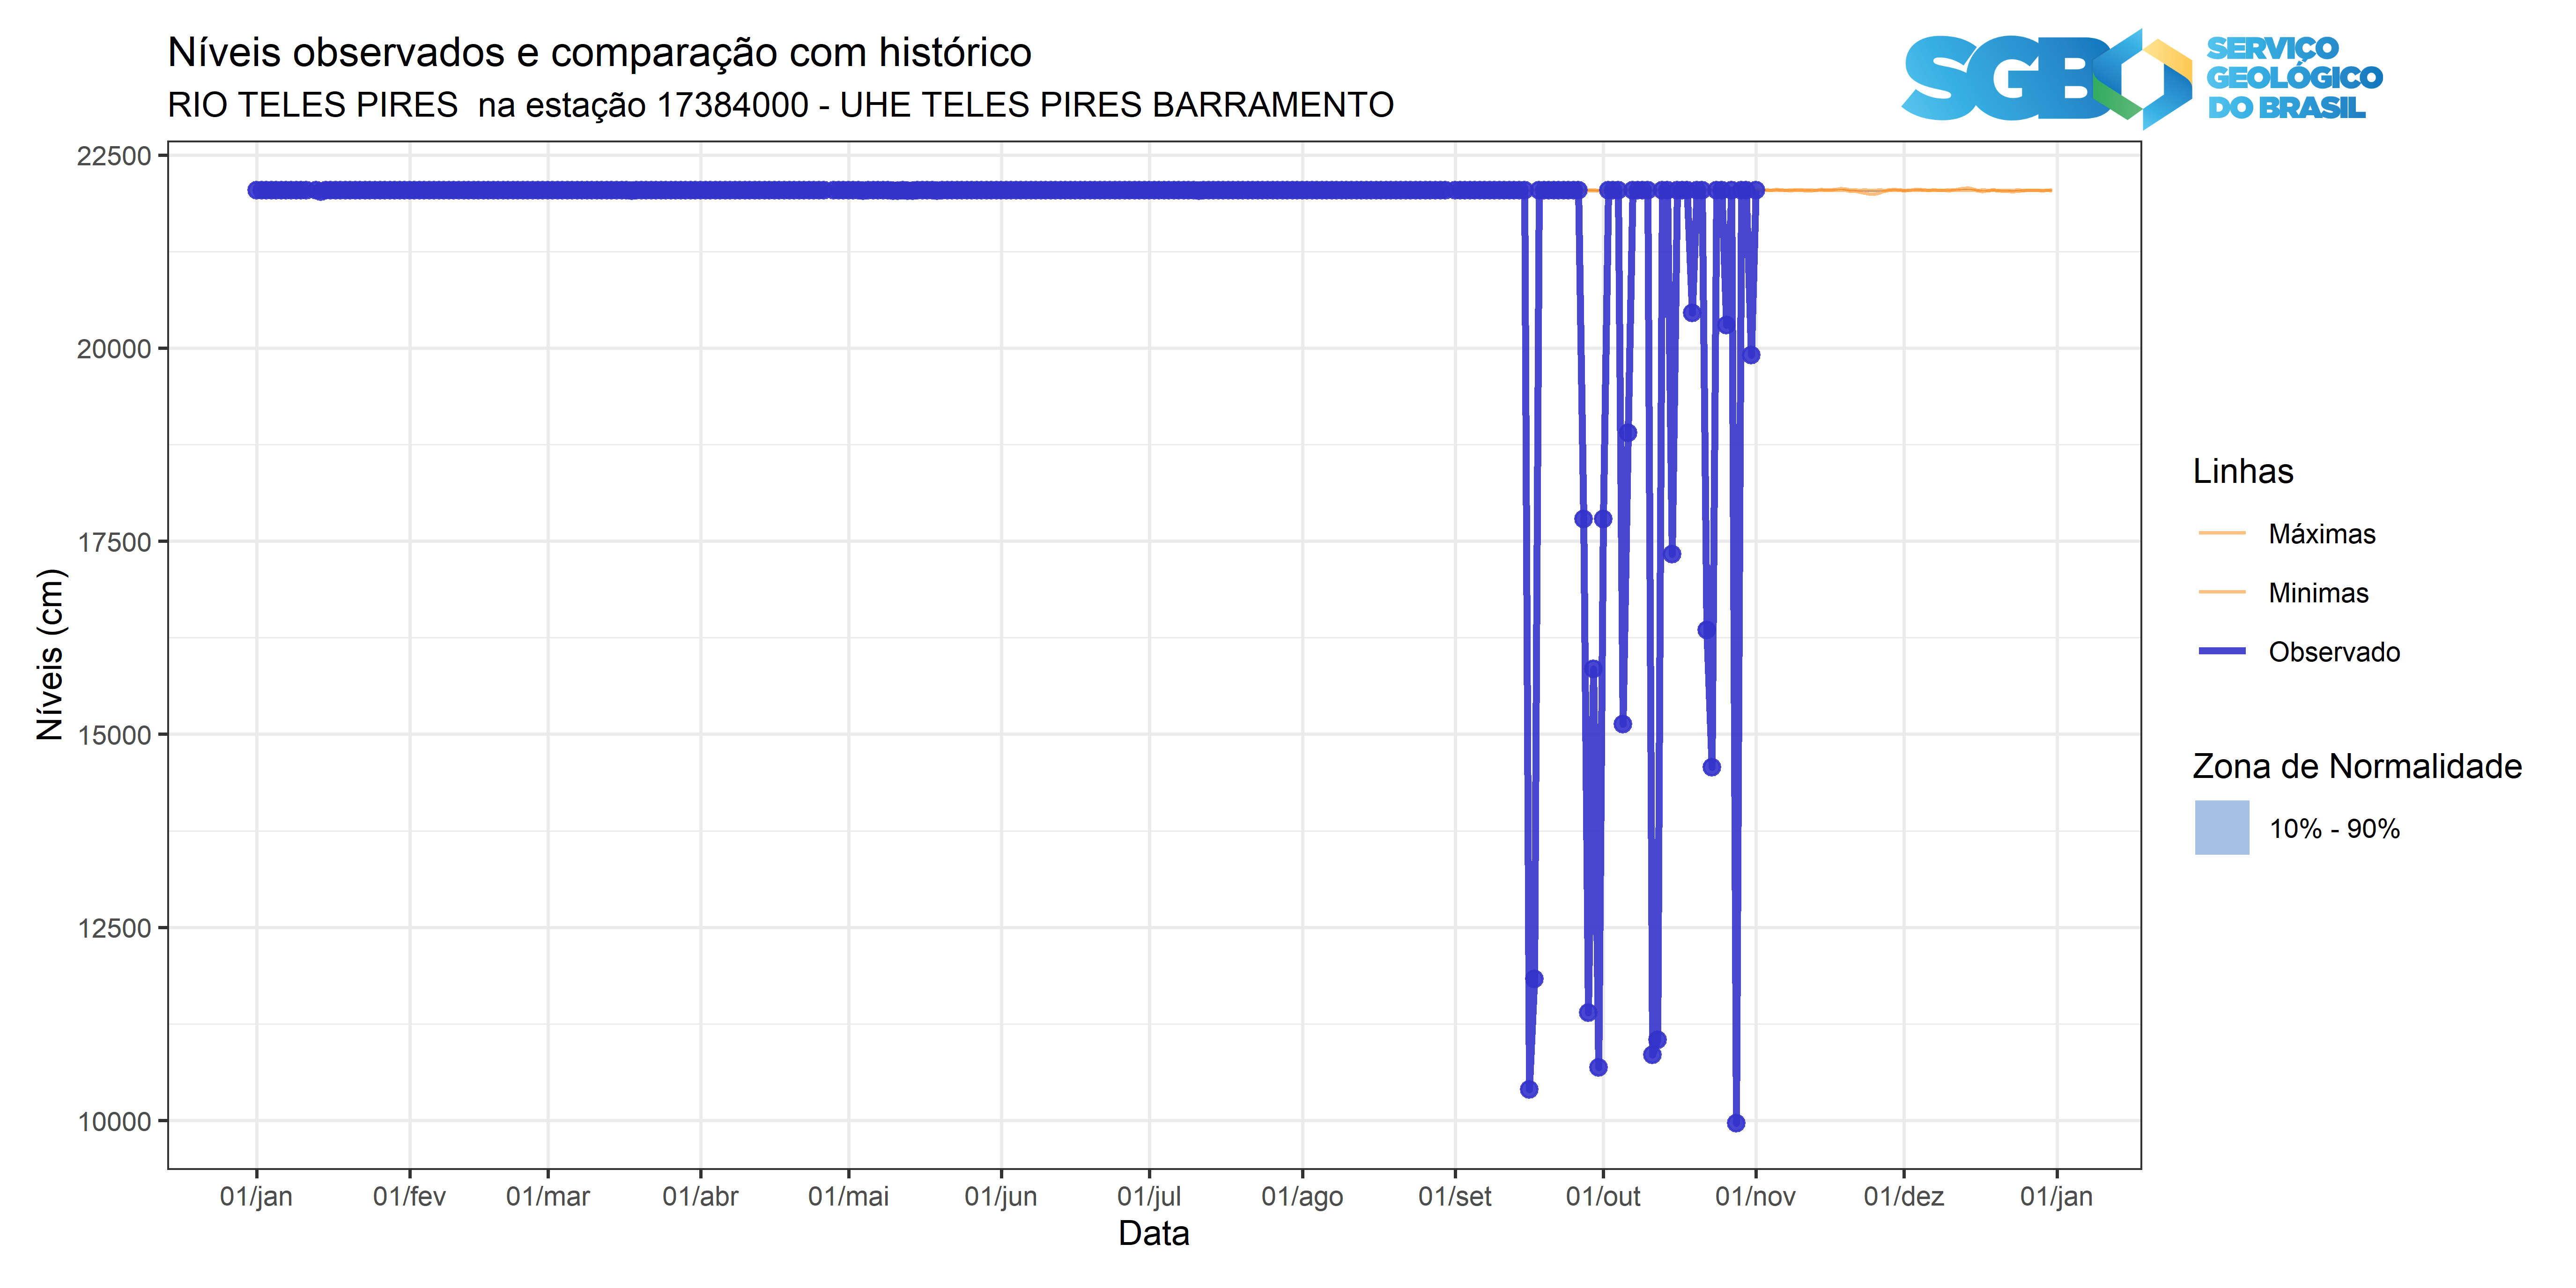 Níveis observados e comparação com histórico
RIO TELES PIRES  na estação 17384000 - UHE TELES PIRES BARRAMENTO
SGB
SERVIÇO
GEOLÓGICO
DO BRASIL
22500
20000
17500
15000
12500
10000
Níveis (cm)
01/jan
01/fev
01/mar
01/abr
01/mai
01/jun
01/jul
01/ago
01/set
01/out
01/nov
01/dez
01/jan
Data
Linhas
Máximas
Minimas
Observado
Zona de Normalidade
10% - 90%